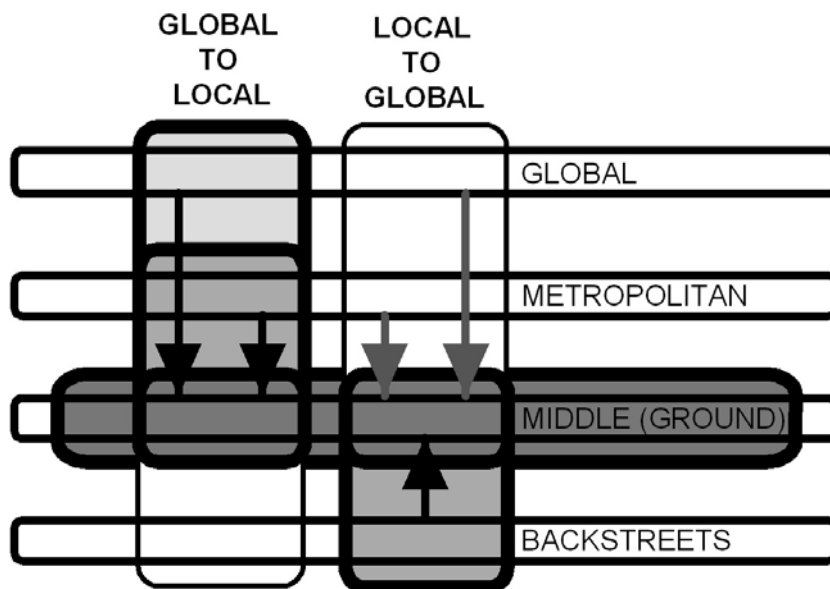 GLOBAL
TO
LOCAL
LOCAL
TO
GLOBAL
GLOBAL
METROPOLITAN
MIDDLE (GROUND)
BACKSTREETS